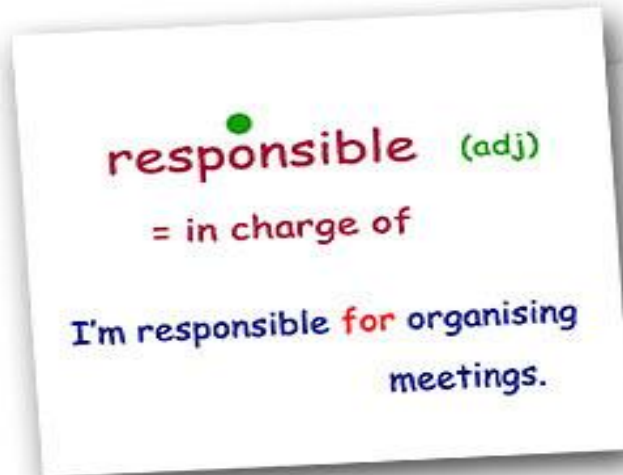 responsible (adj)
= in charge of
I'm responsible for organising
meetings.